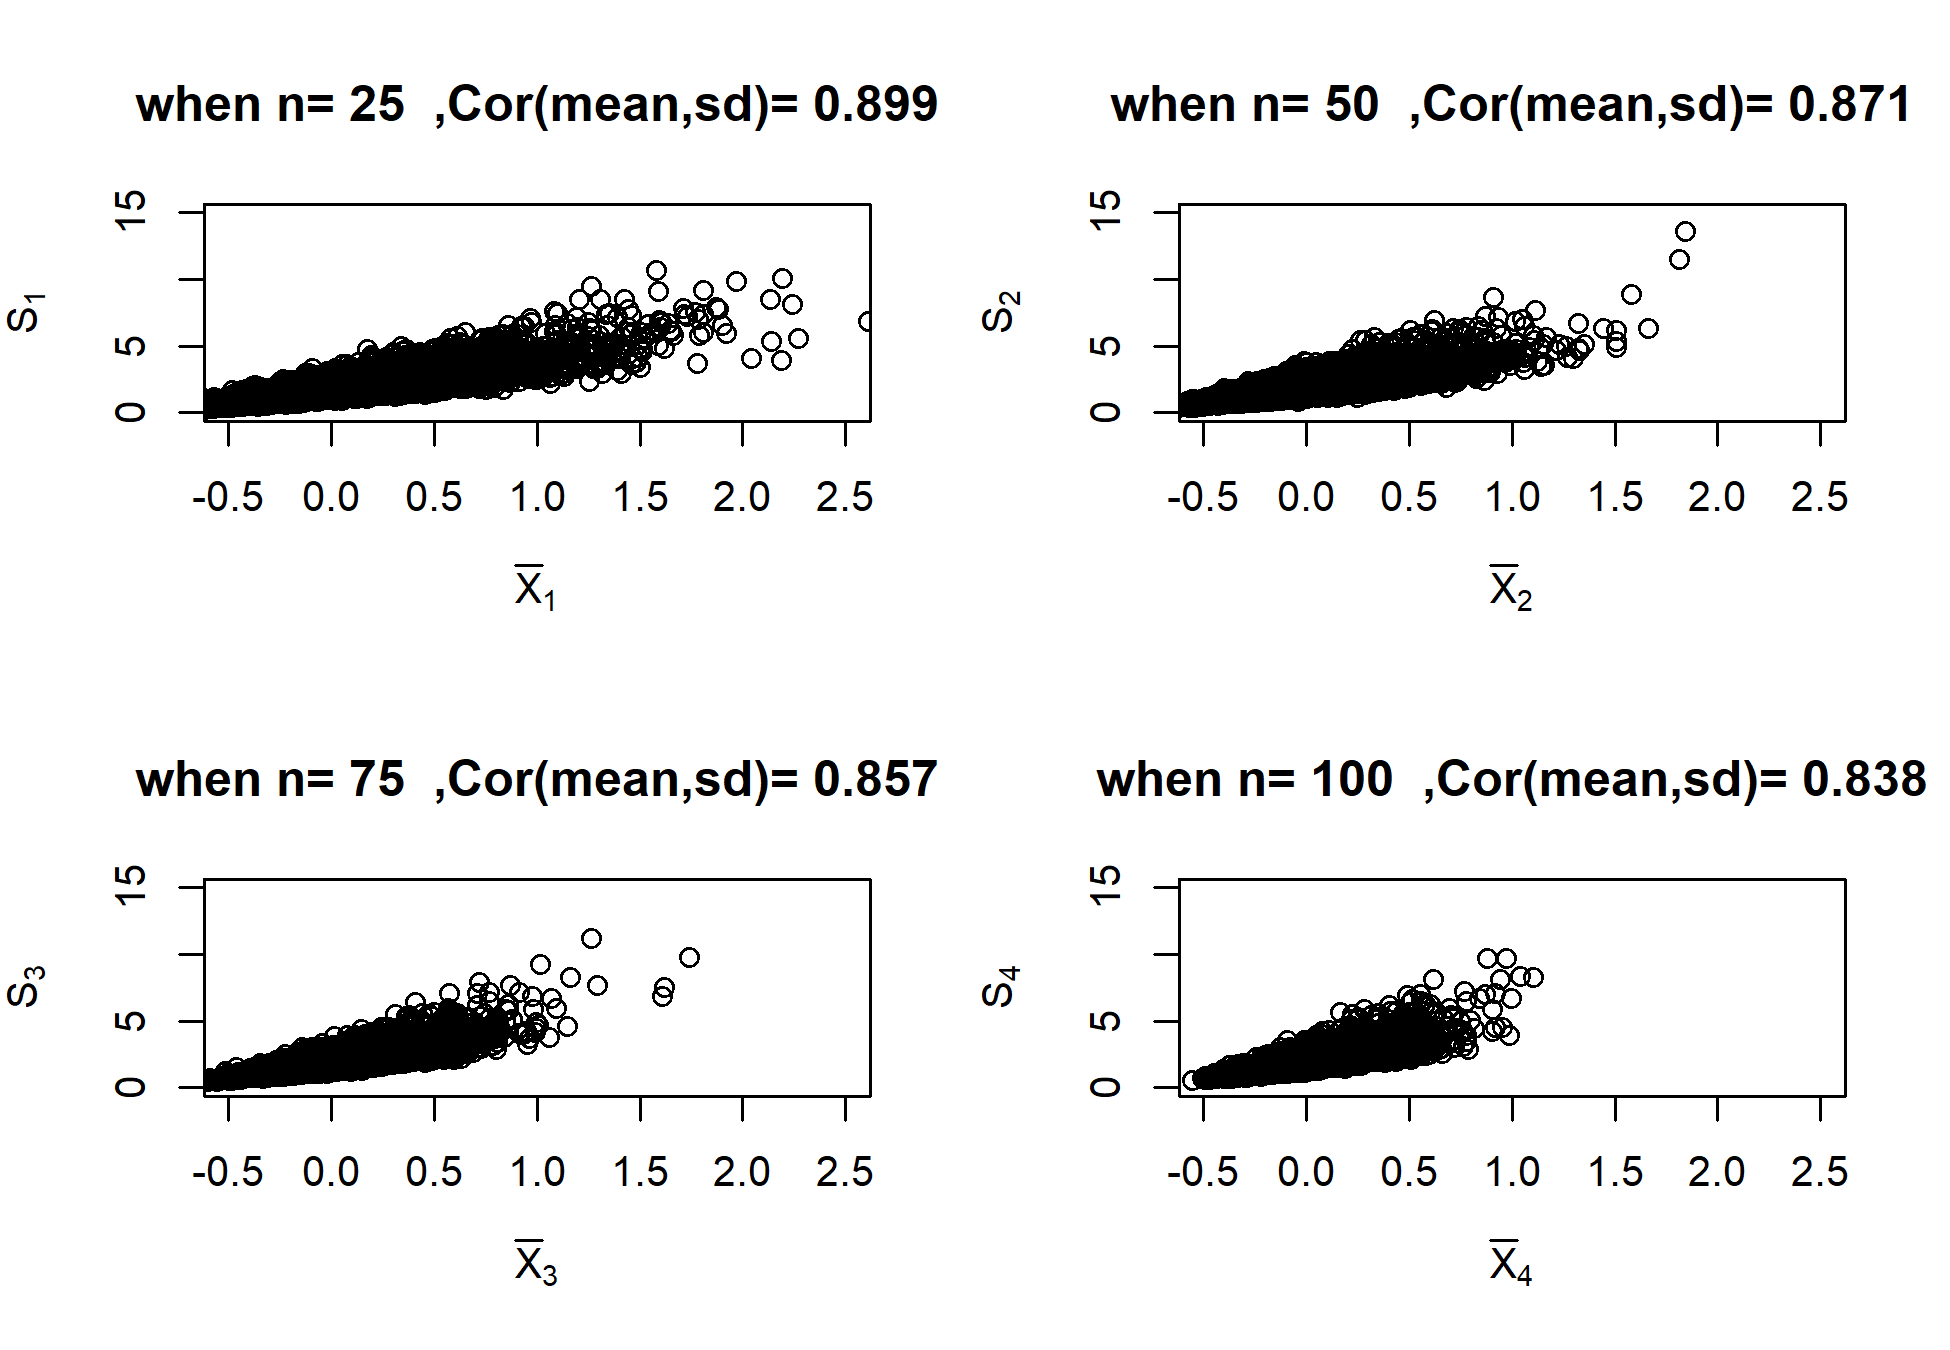 when n= 25  ,Cor(mean,sd)= 0.899
S1
15
5
0
-0.5 0.0 0.5 1.0 1.5 2.0 2.5
X̅1
when n= 50  ,Cor(mean,sd)= 0.871
S2
15
5
0
-0.5 0.0 0.5 1.0 1.5 2.0 2.5
X̅2
when n= 75  ,Cor(mean,sd)= 0.857
S3
15
5
0
-0.5 0.0 0.5 1.0 1.5 2.0 2.5
X̅3
when n= 100  ,Cor(mean,sd)= 0.838
S4
15
5
0
-0.5 0.0 0.5 1.0 1.5 2.0 2.5
X̅4